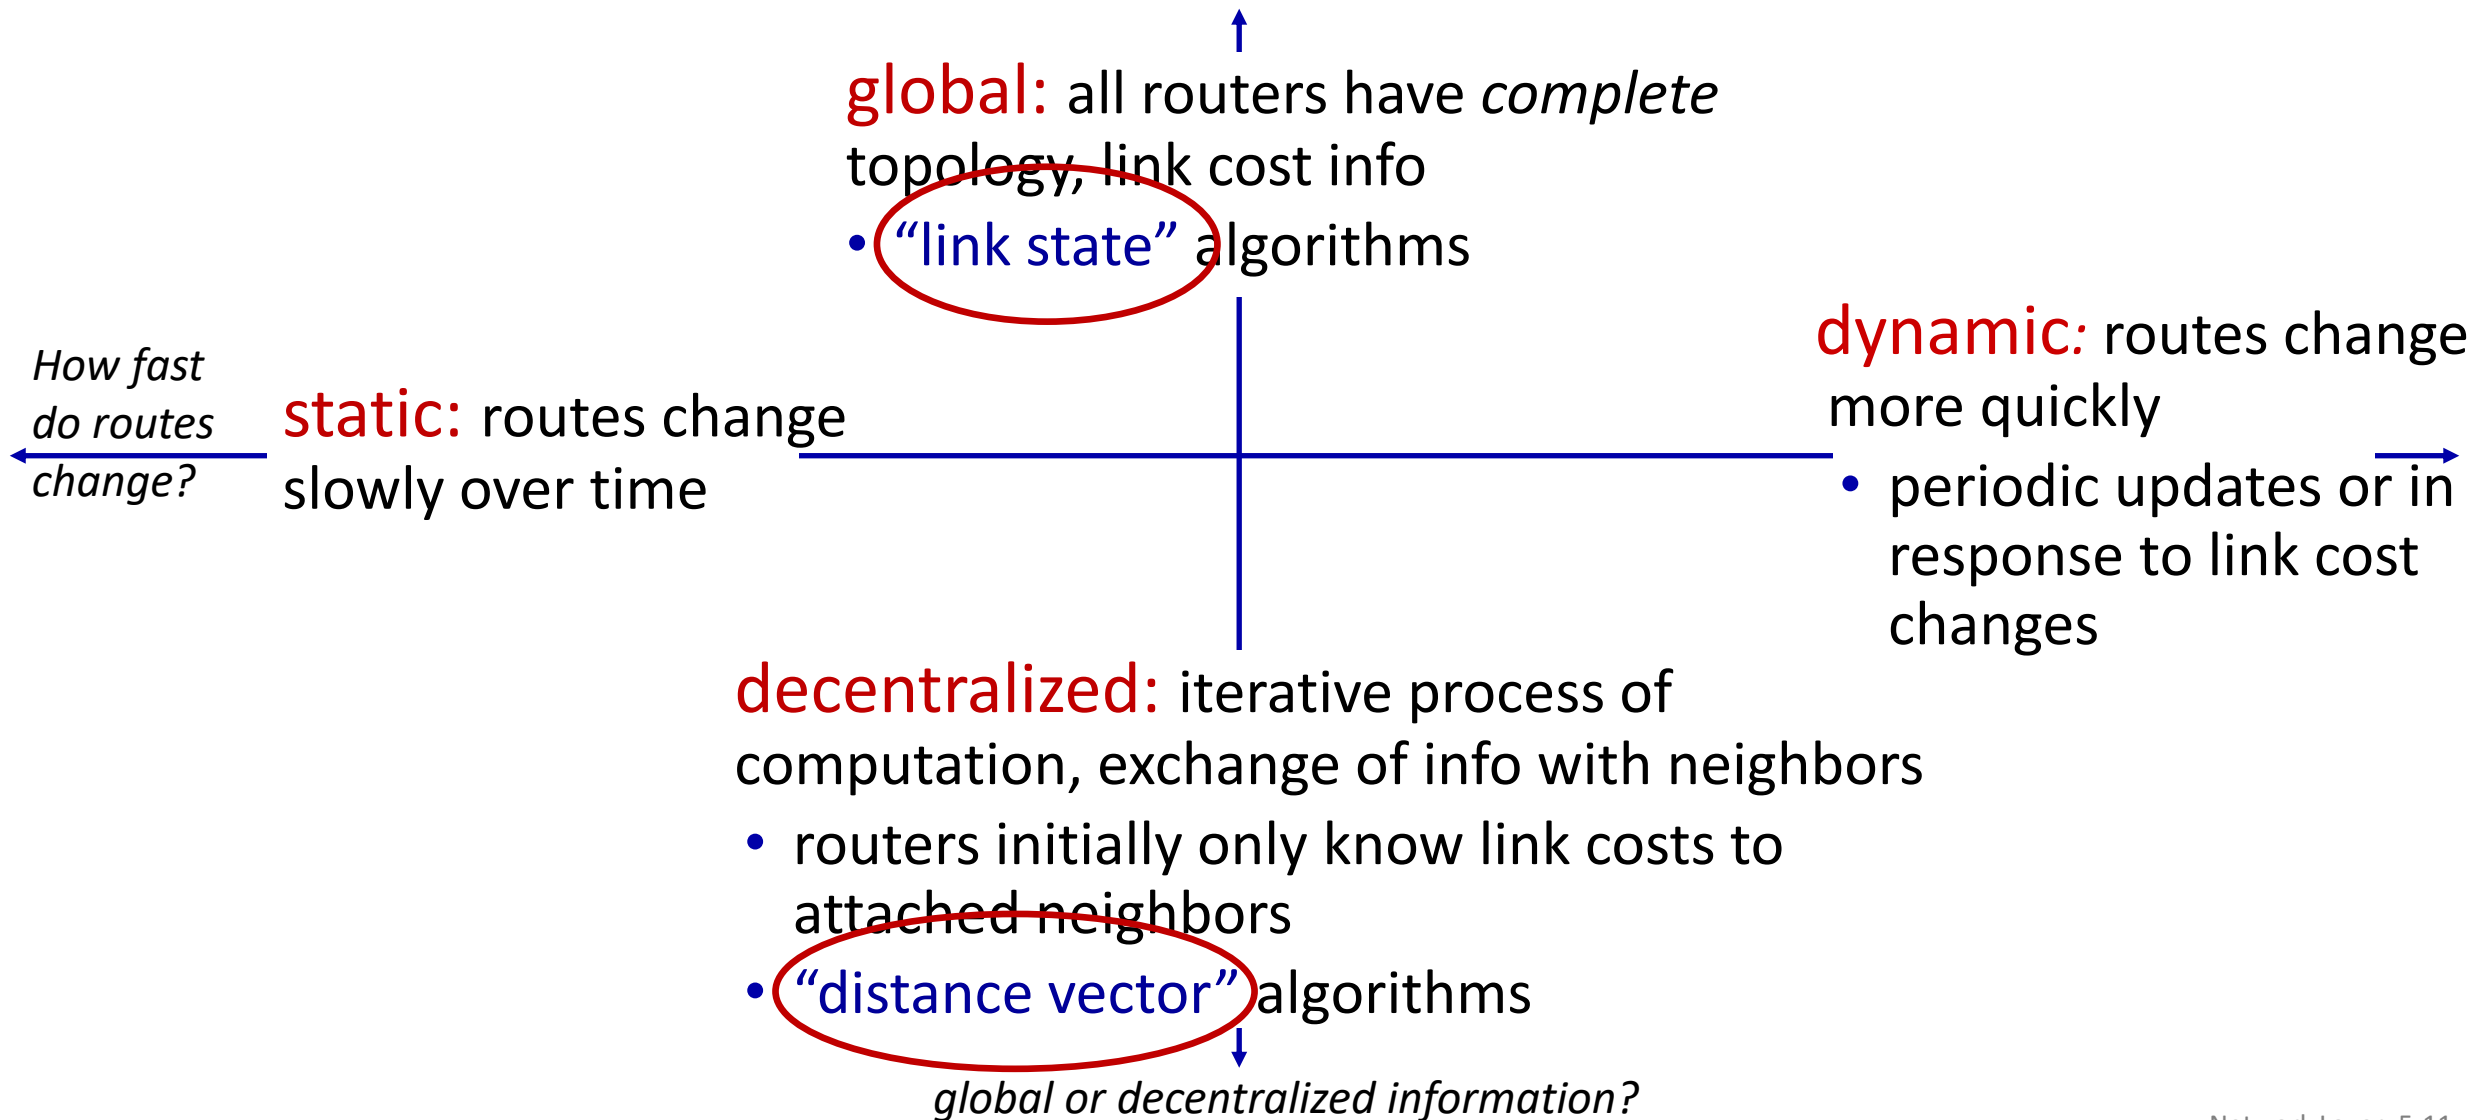 global: all routers have complete
topology, link cost info
• “link state” algorithms
How fast
do routes
change?
static: routes change
slowly over time
dynamic: routes change
more quickly
• periodic updates or in
response to link cost
changes
decentralized: iterative process of
computation, exchange of info with neighbors
• routers initially only know link costs to
attached neighbors
• “distance vector” algorithms
global or decentralized information?